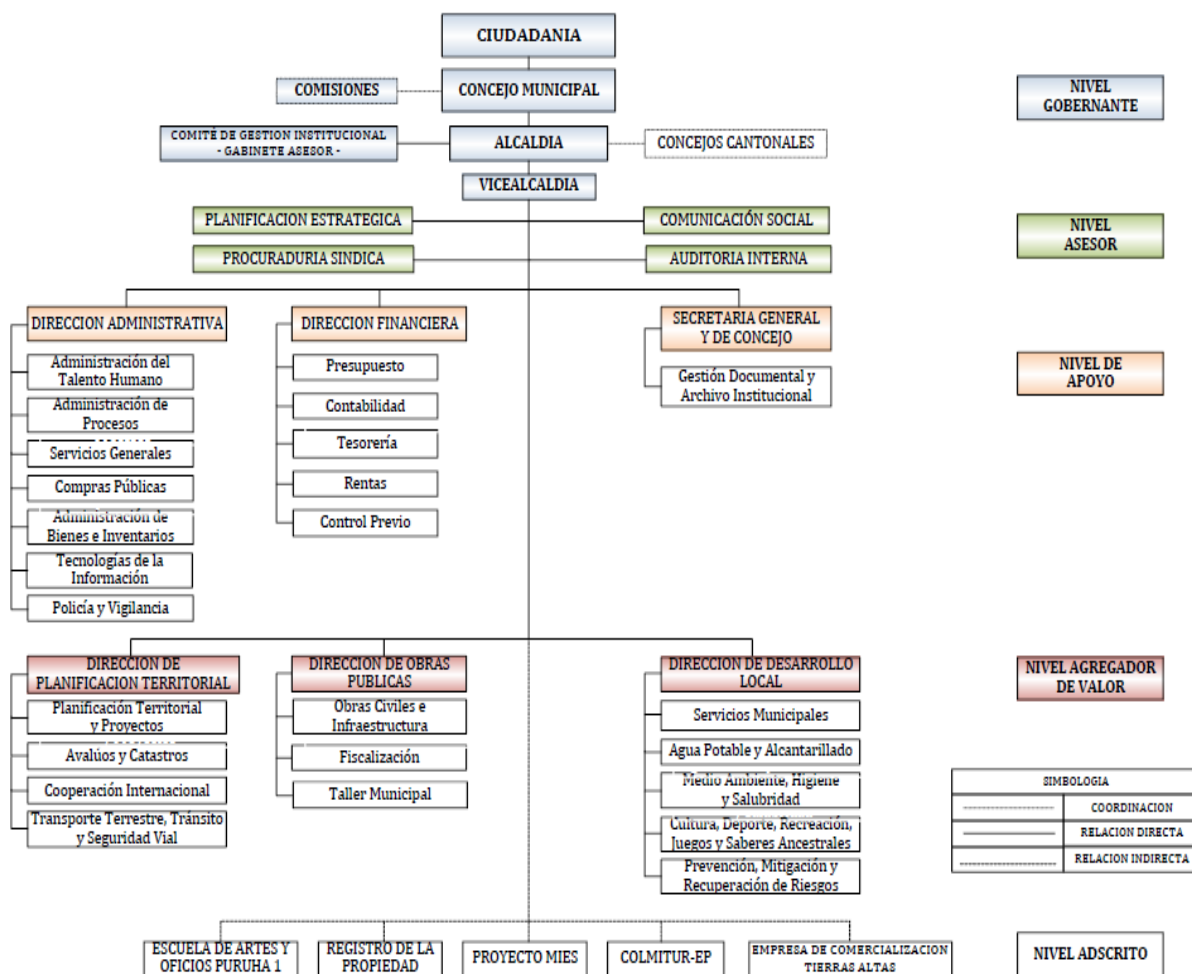 CIUDADANIA
COMISIONES
CONCEJO MUNICIPAL
NIVEL
GOBERNANTE
COMITÉ DE GESTION INSTITUCIONAL
- GABINETE ASESOR -
ALCALDIA
CONCEJOS CANTONALES
VICEALCALDIA
PLANIFICACION ESTRATEGICA
COMUNICACIÓN SOCIAL
NIVEL
ASESOR
PROCURADURIA SINDICA
AUDITORIA INTERNA
DIRECCION ADMINISTRATIVA
Administración del
Talento Humano
Administración de
Procesos
Servicios Generales
Compras Públicas
Administración de
Bienes e Inventarios
Tecnologías de la
Información
Policía y Vigilancia
DIRECCION FINANCIERA
Presupuesto
Contabilidad
Tesorería
Rentas
Control Previo
SECRETARIA GENERAL
Y DE CONCEJO
Gestión Documental y
Archivo Institucional
NIVEL DE
APOYO
DIRECCION DE
PLANIFICACION TERRITORIAL
Planificación Territorial
y Proyectos
Avalúos y Catastros
Cooperación Internacional
Transporte Terrestre, Tránsito
y Seguridad Vial
DIRECCION DE OBRAS
PUBLICAS
Obras Civiles e
Infraestructura
Fiscalización
Taller Municipal
DIRECCION DE DESARROLLO
LOCAL
Servicios Municipales
Agua Potable y Alcantarillado
Medio Ambiente, Higiene
y Salubridad
Cultura, Deporte, Recreación,
Juegos y Saberes Ancestrales
Prevención, Mitigación y
Recuperación de Riesgos
NIVEL AGREGADOR
DE VALOR
SIMBOLOGIA
COORDINACION
RELACION DIRECTA
RELACION INDIRECTA
ESCUELA DE ARTES Y
OFICIOS PURUHA 1
REGISTRO DE LA
PROPIEDAD
PROYECTO MIES
COLMITUR-EP
EMPRESA DE COMERCIALIZACION
TIERRAS ALTAS
NIVEL ADSCRITO